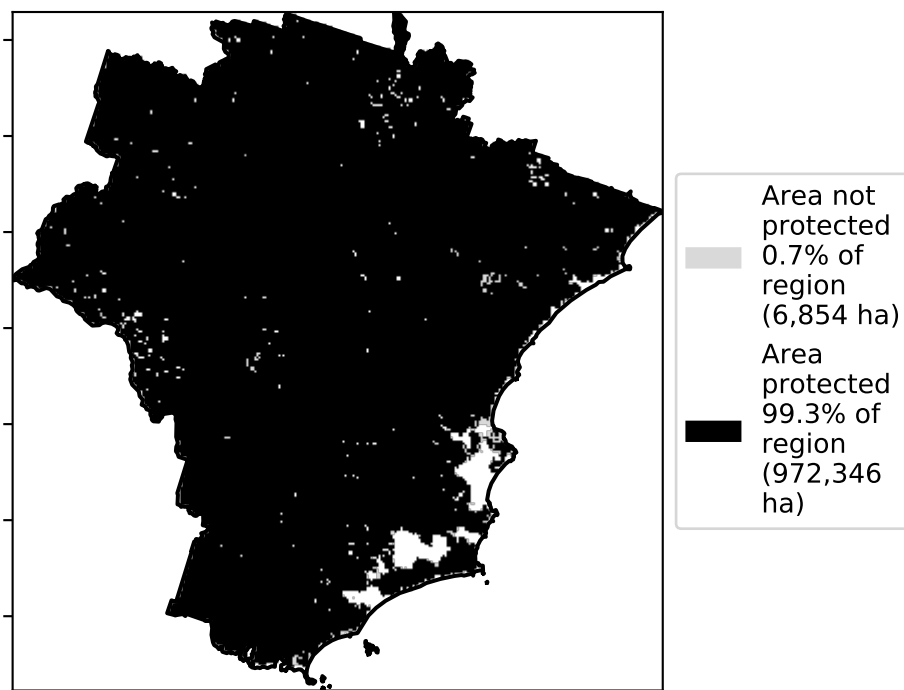 Area not
protected
0.7% of
region
(6,854 ha)
Area
protected
99.3% of
region
(972,346
ha)